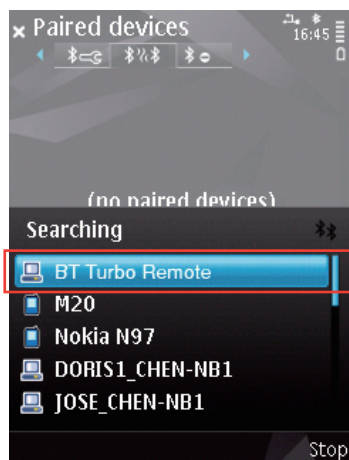 Paired devices
16:45
(no paired devices)
Searching
BT Turbo Remote
M20
Nokia N97
DORIS1_CHEN-NB1
JOSE_CHEN-NB1
Stop